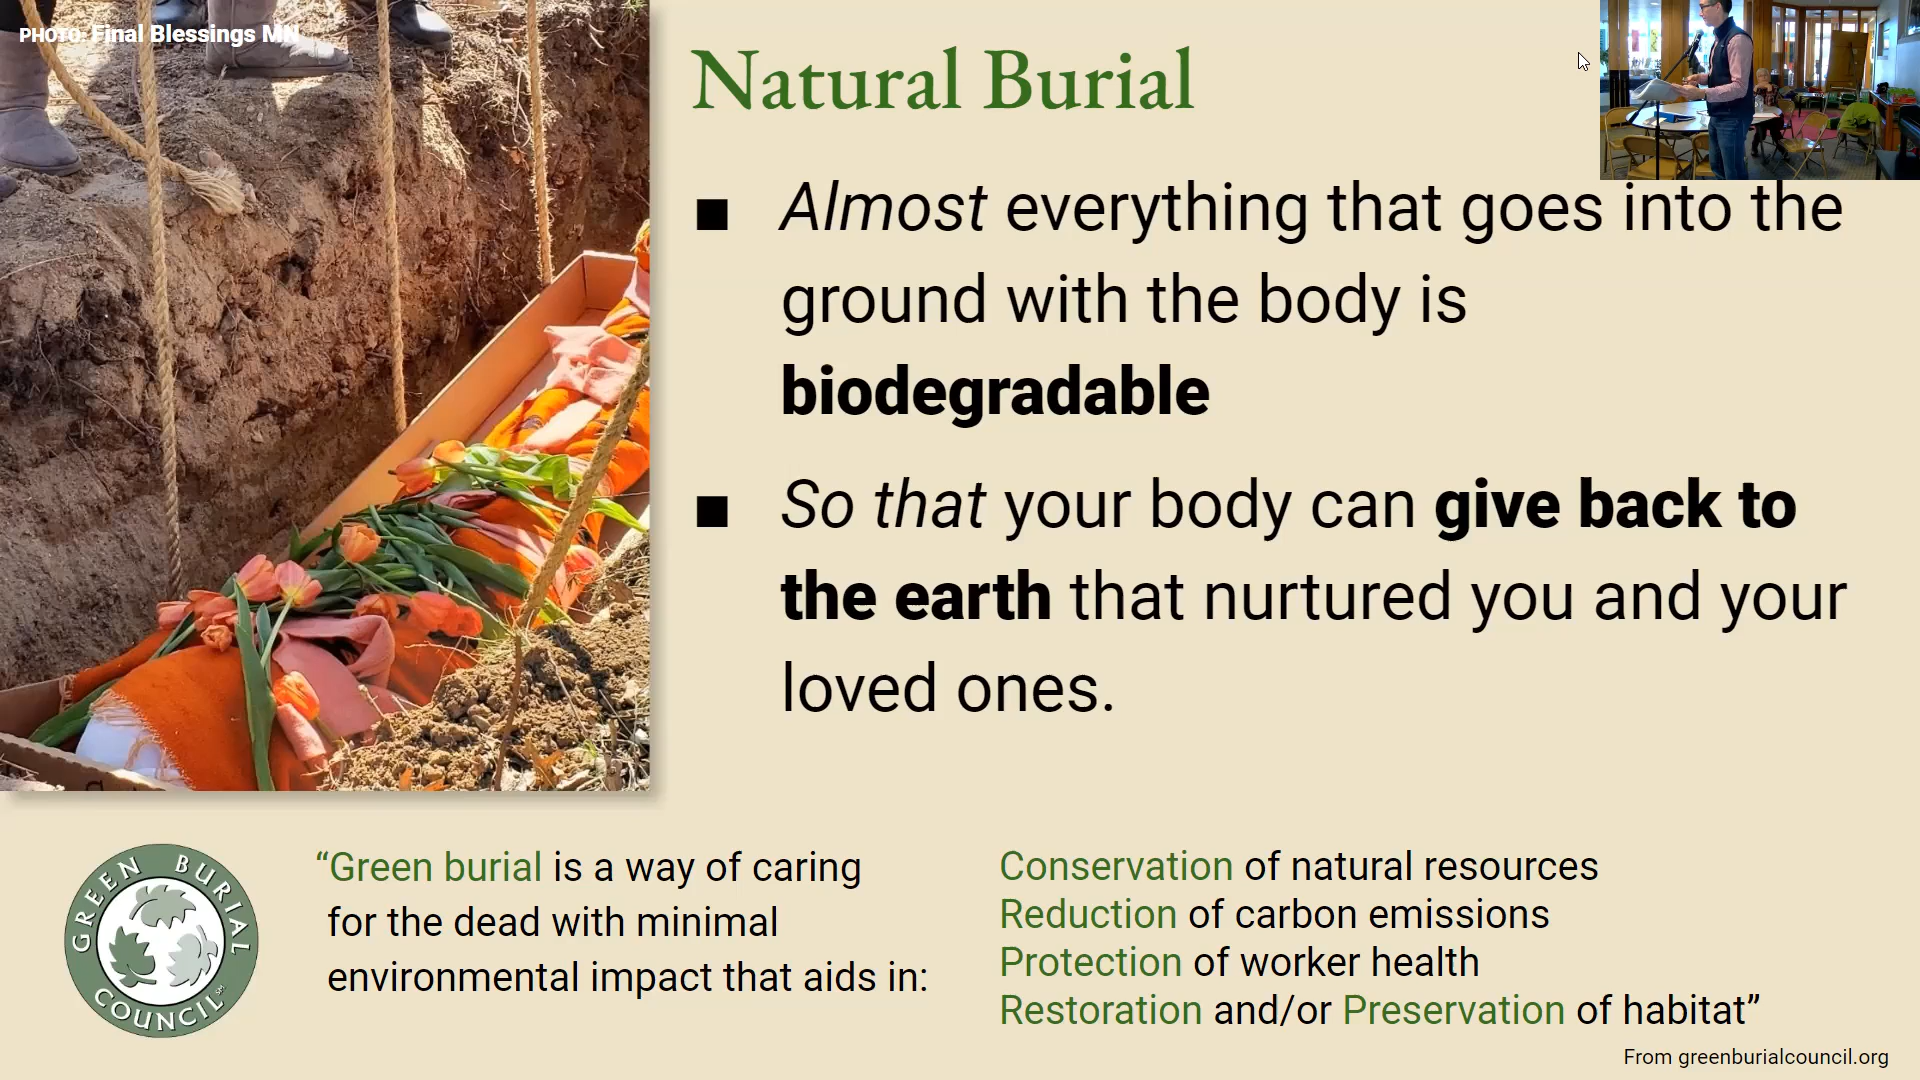 PHOTO: Final Blessings MN
Natural Burial
■ Almost everything that goes into the
ground with the body is
biodegradable
■ So that your body can give back to
the earth that nurtured you and your
loved ones.
GREEN BURIAL
COUNCIL SM
“Green burial is a way of caring
for the dead with minimal
environmental impact that aids in:
Conservation of natural resources
Reduction of carbon emissions
Protection of worker health
Restoration and/or Preservation of habitat”
From greenburialcouncil.org